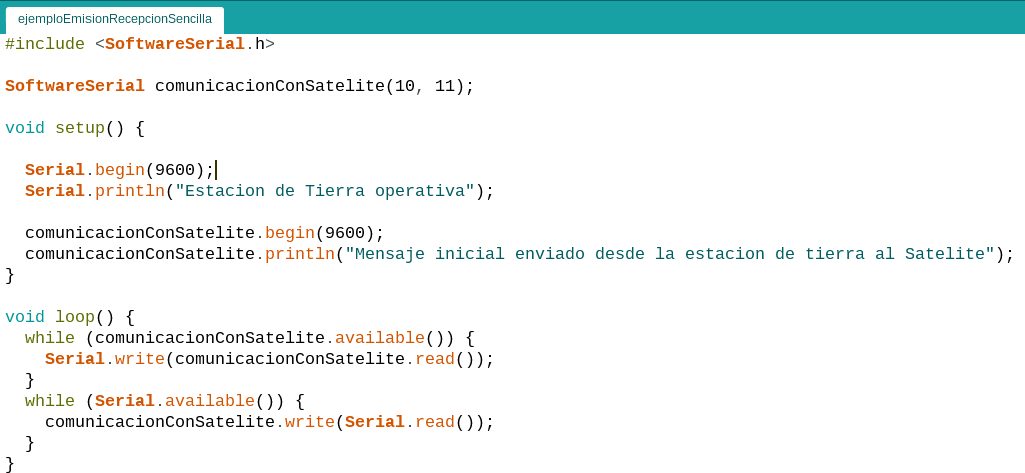 ejemploEmisionRecepcionSencilla
#include <SoftwareSerial.h>
SoftwareSerial comunicacionConSatelite(10, 11);
void setup() {
Serial.begin(9600);
Serial.println("Estacion de Tierra operativa");
comunicacionConSatelite.begin(9600);
comunicacionConSatelite.println("Mensaje inicial enviado desde la estacion de tierra al Satelite");
}
void loop() {
while (comunicacionConSatelite.available()) {
Serial.write(comunicacionConSatelite.read());
}
while (Serial.available()) {
comunicacionConSatelite.write(Serial.read());
}
}